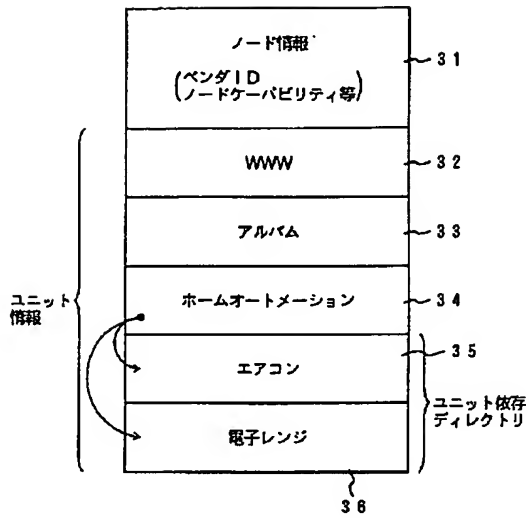 ノード情報
(ベンダID
ノードケーパビリティ等)
31
WWW
32
アルバム
33
ユニット
情報
ホームオートメーション
34
35
エアコン
ユニット依存
ディレクトリ
電子レンジ
36